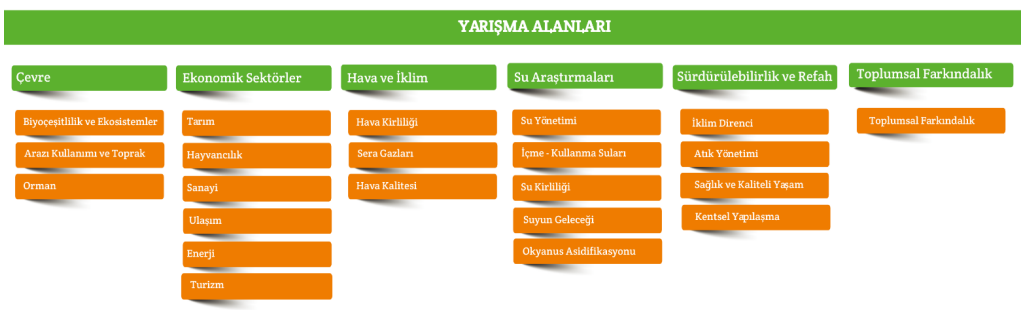 YARIŞMA ALANLARI
Çevre
Biyoçeşitlilik ve Ekosistemler
Arazı Kullanımı ve Toprak
Orman
Ekonomik Sektörler
Tarım
Hayvancılık
Sanayi
Ulaşım
Enerji
Turizm
Hava ve İklim
Hava Kirliliği
Sera Gazları
Hava Kalitesi
Su Araştırmaları
Su Yönetimi
İçme - Kullanma Suları
Su Kirliliği
Suyun Geleceği
Okyanus Asidifikasyonu
Sürdürülebilirlik ve Refah
İklim Direnci
Atık Yönetimi
Sağlık ve Kaliteli Yaşam
Kentsel Yapılaşma
Toplumsal Farkındalık
Toplumsal Farkındalık